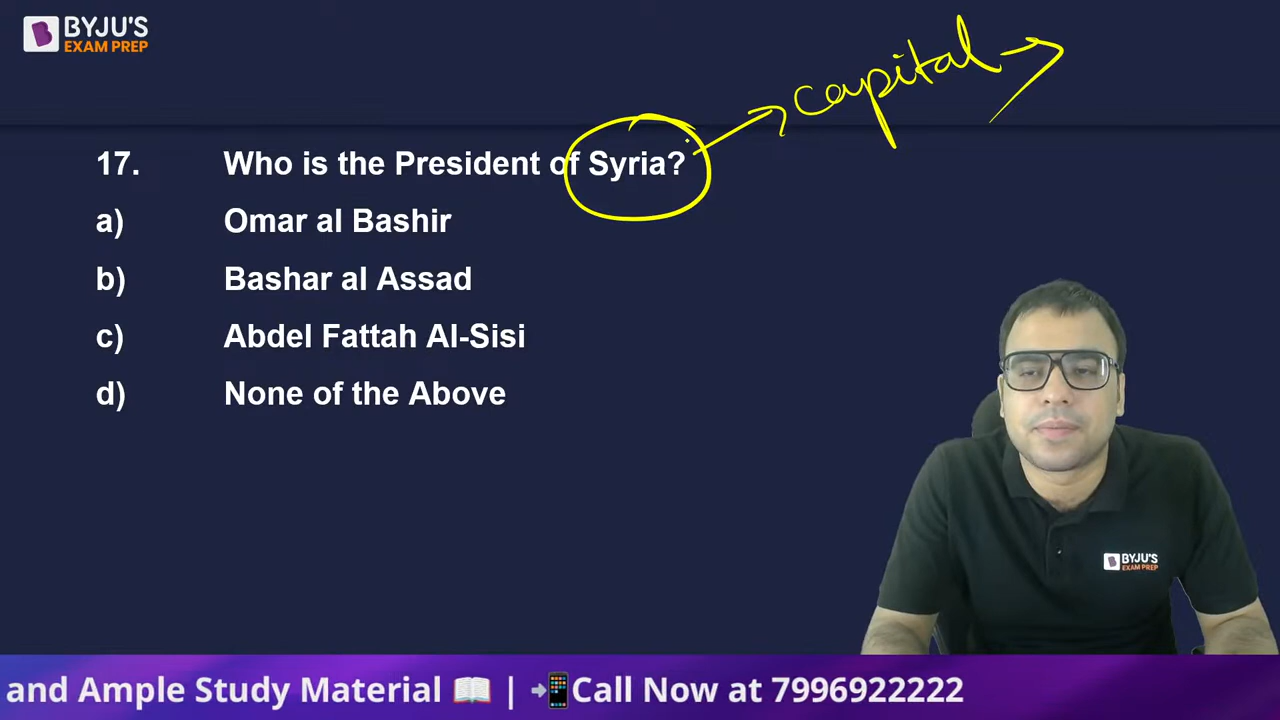 BYJU'S
EXAM PREP
capital
17. Who is the President of Syria?
a) Omar al Bashir
b) Bashar al Assad
c) Abdel Fattah Al-Sisi
d) None of the Above
BYJU'S
EXAM PREP
and Ample Study Material 📖 | 📲Call Now at 7996922222